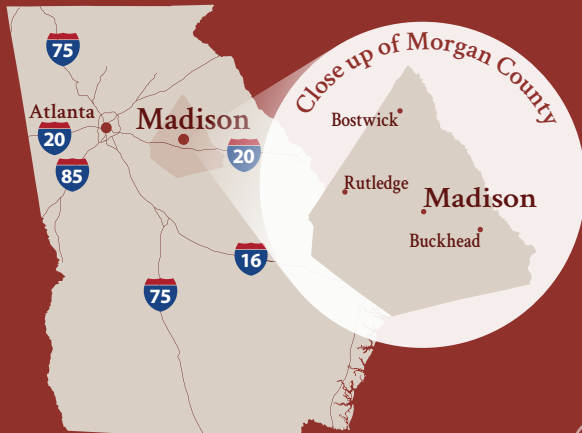 75
Atlanta
Madison
20
20
85
16
75
Close up of Morgan County
Bostwick
Rutledge
Madison
Buckhead